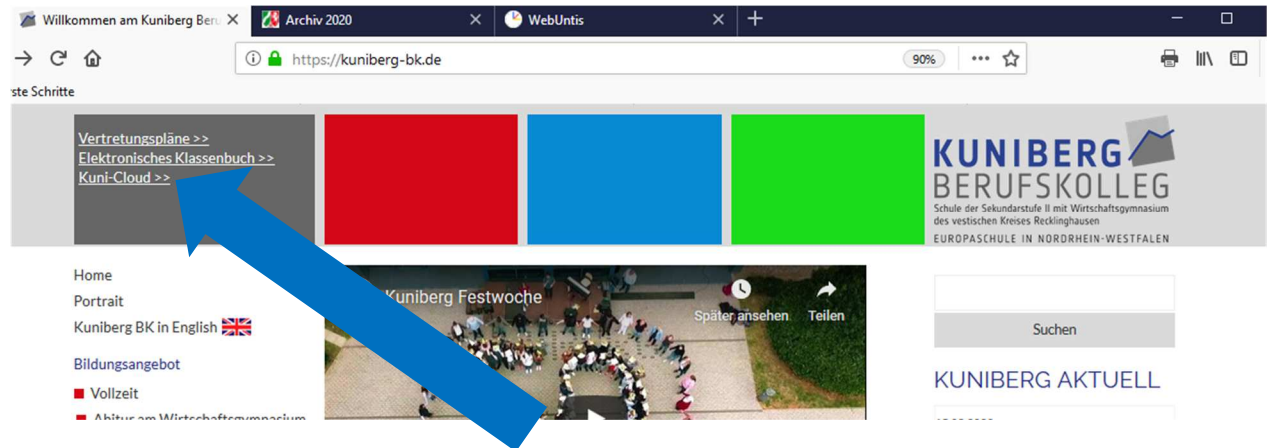 Willkommen am Kuniberg Beru
Archiv 2020
WebUntis
https://kuniberg-bk.de
90%
ste Schritte
Vertretungspläne >>
Elektronisches Klassenbuch >>
Kuni-Cloud >>
KUNIBERG
BERUFSKOLLEG
Schule der Sekundarstufe II mit Wirtschaftsgymnasium
des vestischen Kreises Recklinghausen
EUROPASCHULE IN NORDRHEIN-WESTFALEN
Home
Portrait
Kuniberg BK in English
Bildungsangebot
Vollzeit
Abitur am Wirtschaftsgymnasium
Kuniberg Festwoche
Später ansehen
Teilen
Suchen
KUNIBERG AKTUELL